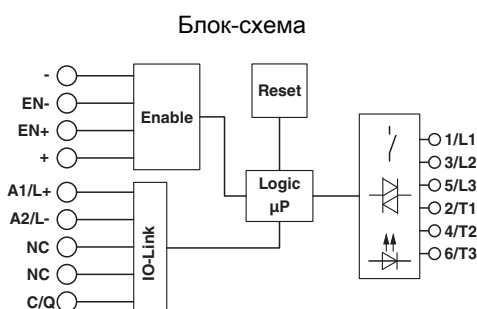 Блок-схема
-
EN-
EN+
+
Enable
Reset
A1/L+
A2/L-
NC
NC
C/Q
IO-Link
Logic
µP
1/L1
3/L2
5/L3
2/T1
4/T2
6/T3